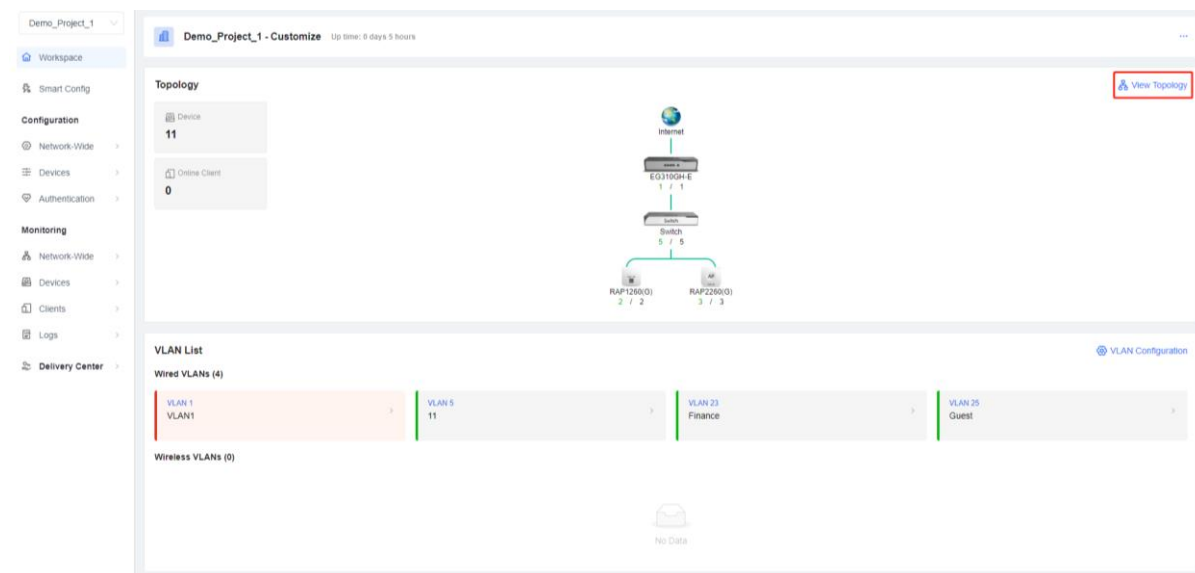 Demo_Project_1
Workspace
Smart Config
Configuration
Network-Wide
Devices
Authentication
Monitoring
Network-Wide
Devices
Clients
Logs
Delivery Center
Demo_Project_1 - Customize Up time: 0 days 5 hours
Topology
View Topology
Device
11
Online Client
0
Internet
EG310GH-E
1 / 1
Switch
Switch
5 / 5
AP
RAP1260(G) RAP2260(G)
2 / 2 3 / 3
VLAN List
VLAN Configuration
Wired VLANs (4)
VLAN 1
VLAN1
VLAN 5
11
VLAN 23
Finance
VLAN 25
Guest
Wireless VLANs (0)
No Data